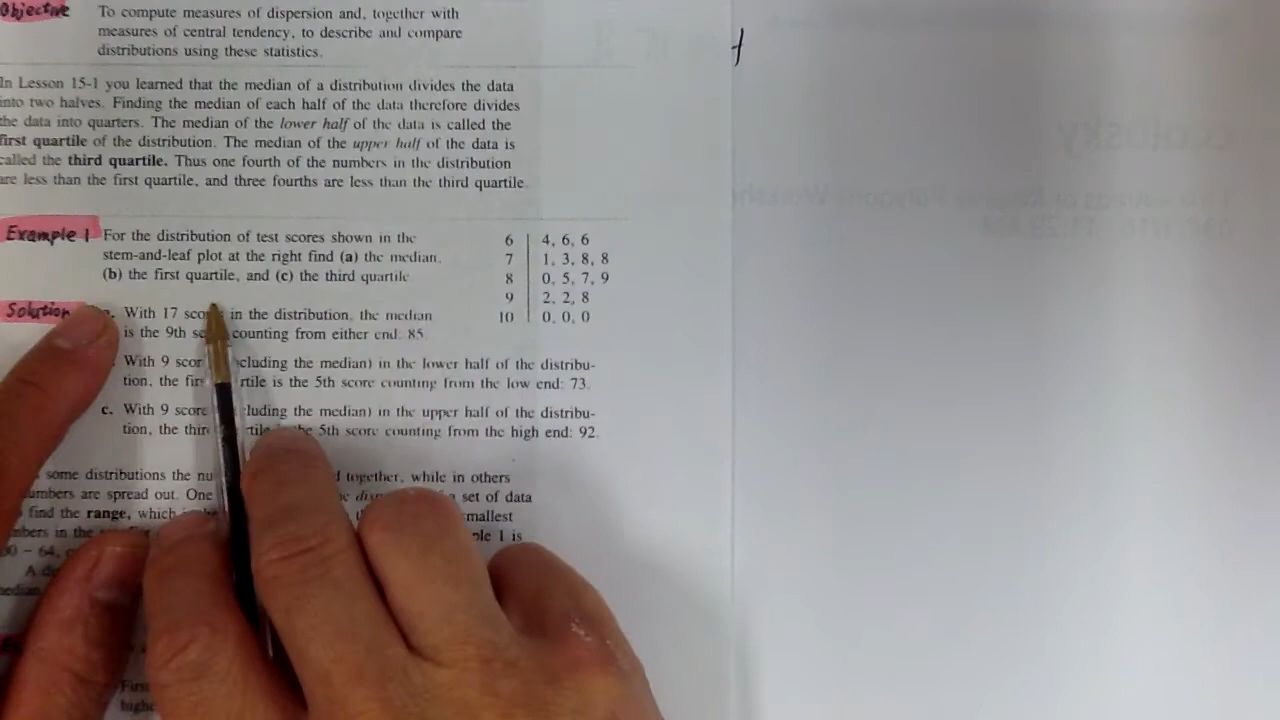 Objective To compute measures of dispersion and, together with
measures of central tendency, to describe and compare
distributions using these statistics.
In Lesson 15-1 you learned that the median of a distribution divides the data
into two halves. Finding the median of each half of the data therefore divides
the data into quarters. The median of the lower half of the data is called the
first quartile of the distribution. The median of the upper half of the data is
called the third quartile. Thus one fourth of the numbers in the distribution
are less than the first quartile, and three fourths are less than the third quartile.
Example 1 For the distribution of test scores shown in the
stem-and-leaf plot at the right find (a) the median,
(b) the first quartile, and (c) the third quartile.
6 | 4, 6, 6
7 | 1, 3, 8, 8
8 | 0, 5, 7, 9
9 | 2, 2, 8
10 | 0, 0, 0
Solution With 17 in the distribution, the median
is the 9th counting from either end: 85.
With 9 the median) in the lower half of the distribu-
tion, the is the 5th score counting from the low end: 73.
c. With 9 the median) in the upper half of the distribu-
tion, the 5th score counting from the high end: 92.
some distributions the together, while in others
are spread out. One set of data
find the range, which smallest
in the 1 is
− 64,
A